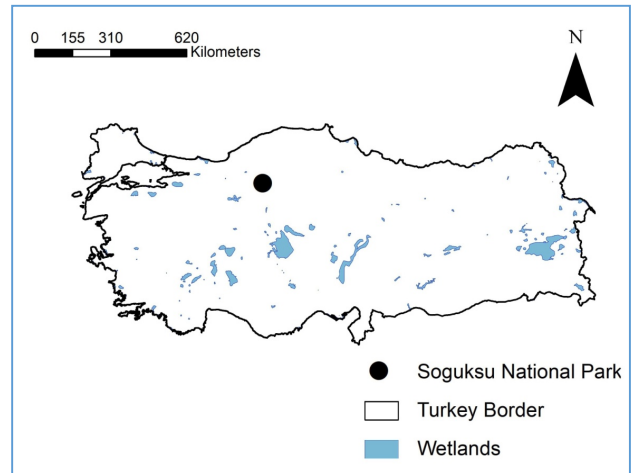 0 155 310 620
Kilometers
N
Soguksu National Park
Turkey Border
Wetlands